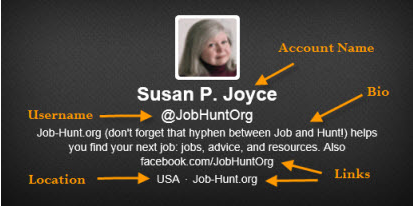 Account Name
Susan P. Joyce
Bio
Username
@JobHuntOrg
Job-Hunt.org (don't forget that hyphen between Job and Hunt!) helps
you find your next job: jobs, advice, and resources. Also
facebook.com/JobHuntOrg
Links
Location
USA · Job-Hunt.org